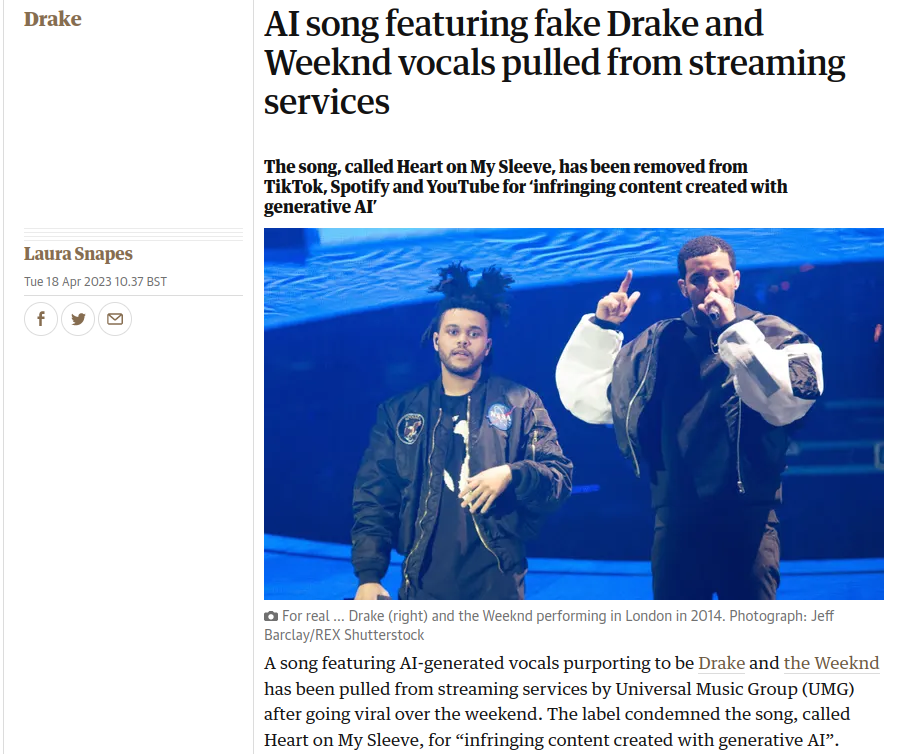 Drake
AI song featuring fake Drake and
Weeknd vocals pulled from streaming
services
The song, called Heart on My Sleeve, has been removed from
TikTok, Spotify and YouTube for ‘infringing content created with
generative AI’
Laura Snapes
Tue 18 Apr 2023 10.37 BST
For real ... Drake (right) and the Weeknd performing in London in 2014. Photograph: Jeff
Barclay/REX Shutterstock
A song featuring AI-generated vocals purporting to be Drake and the Weeknd
has been pulled from streaming services by Universal Music Group (UMG)
after going viral over the weekend. The label condemned the song, called
Heart on My Sleeve, for “infringing content created with generative AI”.